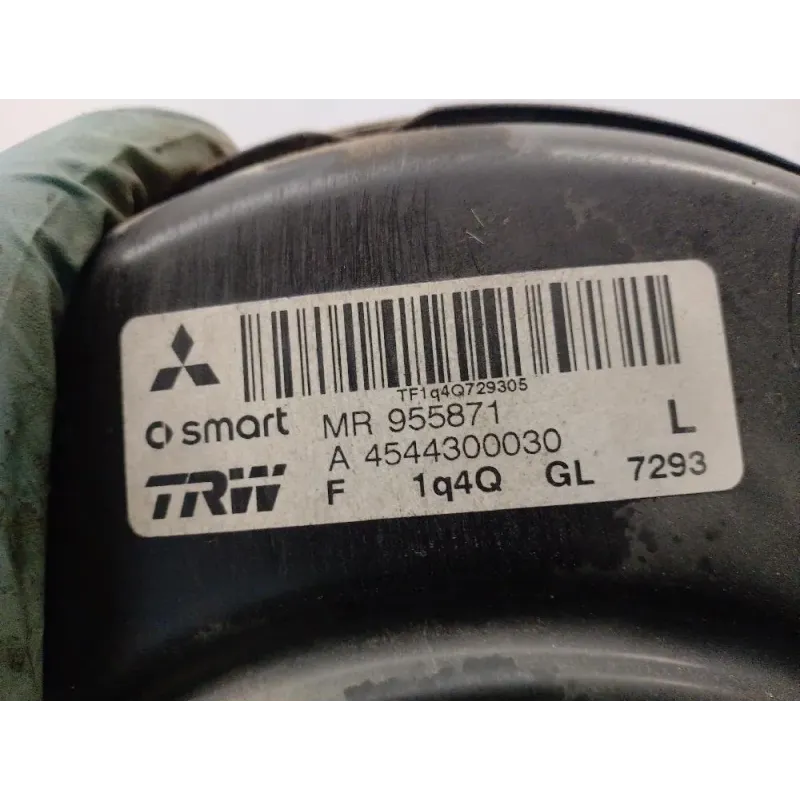 TF1q4Q729305
smart MR 955871 L
A 4544300030
TRW F 1q4Q GL 7293